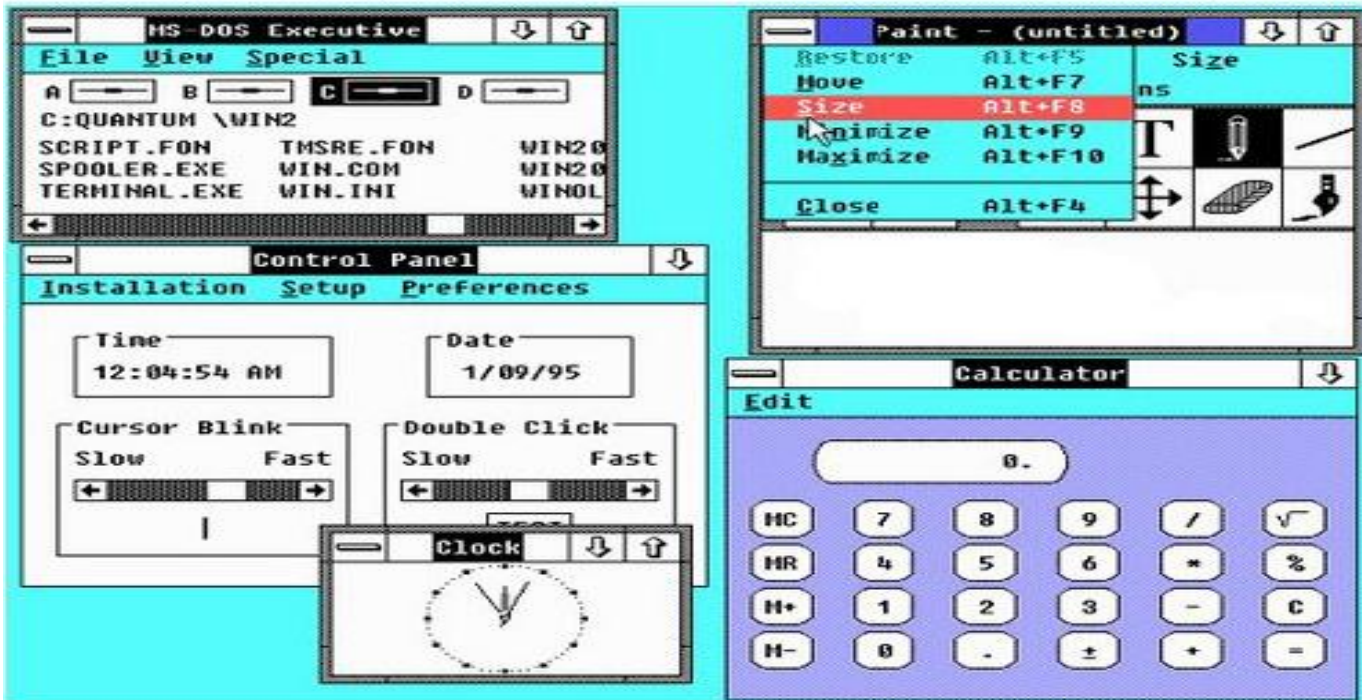 MS-DOS Executive
File View Special
A B C D
C:QUANTUM \WIN2
SCRIPT.FON TMSRE.FON WIN20
SPOOLER.EXE WIN.COM WIN20
TERMINAL.EXE WIN.INI WINOL
Paint - (untitled)
Restore Alt+F5
Move Alt+F7
Size Alt+F8
Minimize Alt+F9
Maximize Alt+F10
Close Alt+F4
Size
ns
T
Control Panel
Installation Setup Preferences
Time
12:04:54 AM
Date
1/09/95
Cursor Blink
Slow Fast
Double Click
Slow Fast
Clock
Calculator
Edit
0.
MC 7 8 9 / √
MR 4 5 6 * %
M+ 1 2 3 - C
M- 0 . ± + =